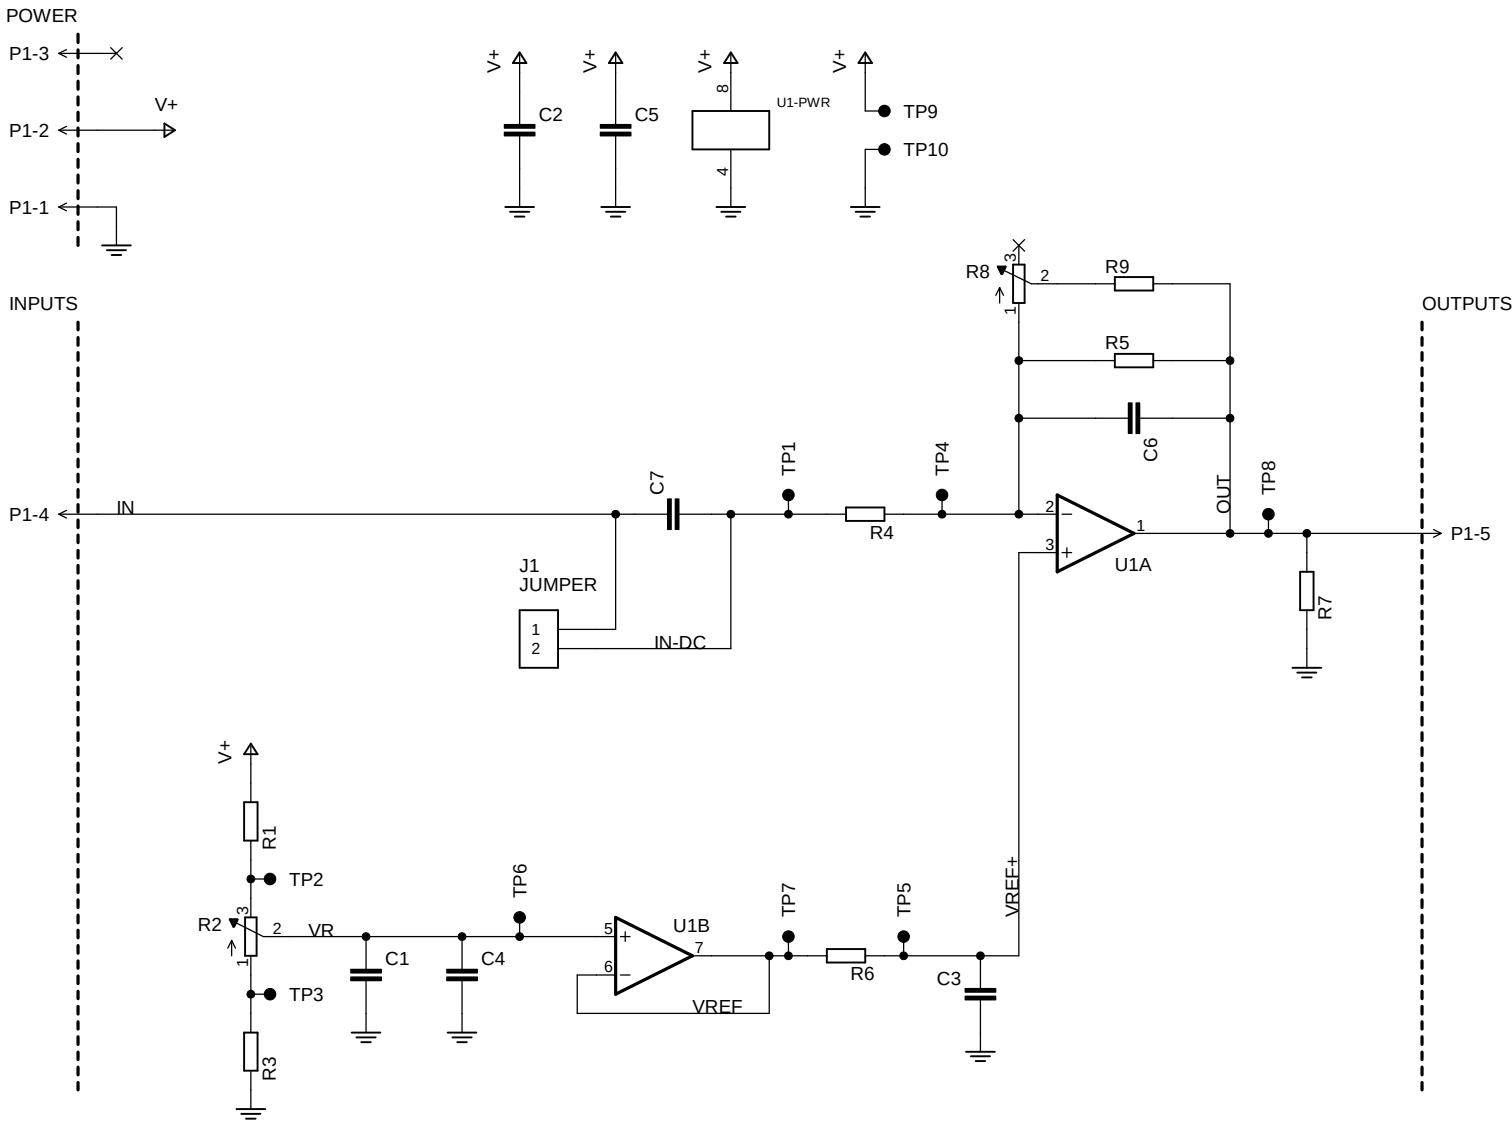 POWER
P1-3
P1-2
V+
P1-1
V+
C2
V+
C5
V+
8
U1-PWR
4
V+
TP9
TP10
INPUTS
OUTPUTS
R8
3
2
1
R9
R5
C6
P1-4
IN
C7
TP1
R4
TP4
2
3
1
U1A
OUT
TP8
P1-5
R7
J1
JUMPER
1
2
IN-DC
V+
R1
TP2
R2
3
2
1
VR
TP3
R3
C1
C4
TP6
5
6
7
U1B
VREF
TP7
R6
TP5
C3
VREF+